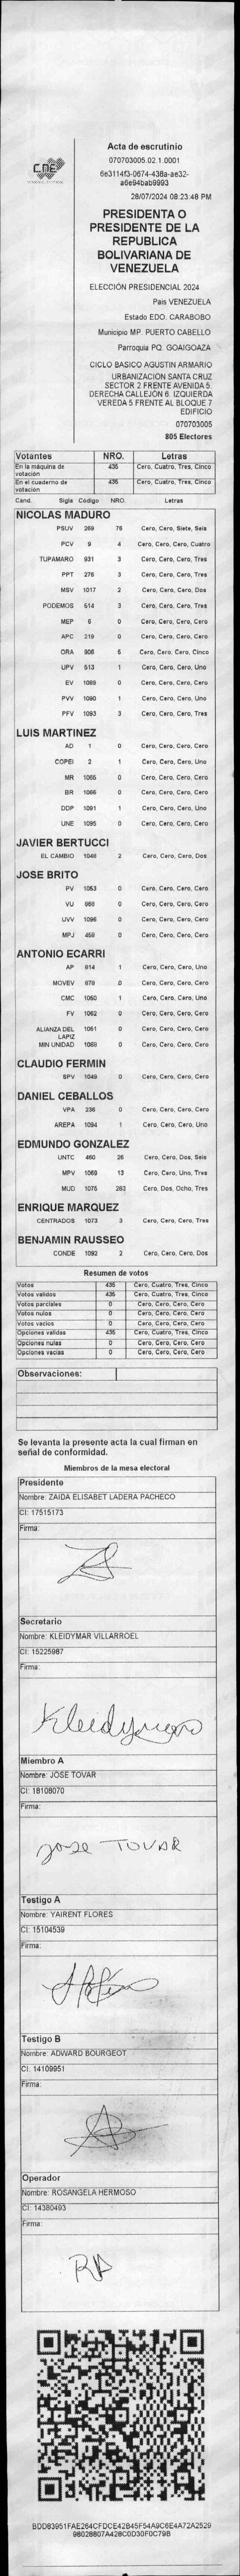 CNE
Acta de escrutinio
070703005.02.1.0001
6e3114f3-0674-438a-ae32-
a6e94bab9993
28/07/2024 08:23:48 PM
PRESIDENTA O
PRESIDENTE DE LA
REPUBLICA
BOLIVARIANA DE
VENEZUELA
ELECCIÓN PRESIDENCIAL 2024
Pais VENEZUELA
Estado EDO. CARABOBO
Municipio MP. PUERTO CABELLO
Parroquia PQ. GOAIGOAZA
CICLO BASICO AGUSTIN ARMARIO
URBANIZACIÓN SANTA CRUZ
SECTOR 2 FRENTE AVENIDA 5.
DERECHA CALLEJÓN 6. IZQUIERDA
VEREDA 5 FRENTE AL BLOQUE 7
EDIFICIO
070703005
805 Electores
Votantes NRO. Letras
En la máquina de votación 435 Cero, Cuatro, Tres, Cinco
En el cuaderno de votación 435 Cero, Cuatro, Tres, Cinco
Cand. Sigla Código NRO. Letras
NICOLAS MADURO
PSUV 269 76 Cero, Cero, Siete, Seis
PCV 9 4 Cero, Cero, Cero, Cuatro
TUPAMARO 931 3 Cero, Cero, Cero, Tres
PPT 276 3 Cero, Cero, Cero, Tres
MSV 1017 2 Cero, Cero, Cero, Dos
PODEMOS 514 3 Cero, Cero, Cero, Tres
MEP 6 0 Cero, Cero, Cero, Cero
APC 219 0 Cero, Cero, Cero, Cero
ORA 906 5 Cero, Cero, Cero, Cinco
UPV 513 1 Cero, Cero, Cero, Uno
EV 1089 0 Cero, Cero, Cero, Cero
PVV 1090 1 Cero, Cero, Cero, Uno
PFV 1093 3 Cero, Cero, Cero, Tres
LUIS MARTINEZ
AD 1 0 Cero, Cero, Cero, Cero
COPEI 2 1 Cero, Cero, Cero, Uno
MR 1065 0 Cero, Cero, Cero, Cero
BR 1066 0 Cero, Cero, Cero, Cero
DDP 1091 1 Cero, Cero, Cero, Uno
UNE 1095 0 Cero, Cero, Cero, Cero
JAVIER BERTUCCI
EL CAMBIO 1048 2 Cero, Cero, Cero, Dos
JOSE BRITO
PV 1053 0 Cero, Cero, Cero, Cero
VU 968 0 Cero, Cero, Cero, Cero
UVV 1096 0 Cero, Cero, Cero, Cero
MPJ 459 0 Cero, Cero, Cero, Cero
ANTONIO ECARRI
AP 914 1 Cero, Cero, Cero, Uno
MOVEV 979 0 Cero, Cero, Cero, Cero
CMC 1050 1 Cero, Cero, Cero, Uno
FV 1062 0 Cero, Cero, Cero, Cero
ALIANZA DEL LAPIZ 1051 0 Cero, Cero, Cero, Cero
MIN UNIDAD 1068 0 Cero, Cero, Cero, Cero
CLAUDIO FERMIN
SPV 1049 0 Cero, Cero, Cero, Cero
DANIEL CEBALLOS
VPA 236 0 Cero, Cero, Cero, Cero
AREPA 1094 1 Cero, Cero, Cero, Uno
EDMUNDO GONZALEZ
UNTC 460 26 Cero, Cero, Dos, Seis
MPV 1069 13 Cero, Cero, Uno, Tres
MUD 1075 283 Cero, Dos, Ocho, Tres
ENRIQUE MARQUEZ
CENTRADOS 1073 3 Cero, Cero, Cero, Tres
BENJAMIN RAUSSEO
CONDE 1092 2 Cero, Cero, Cero, Dos
Resumen de votos
Votos 435 Cero, Cuatro, Tres, Cinco
Votos validos 435 Cero, Cuatro, Tres, Cinco
Votos parciales 0 Cero, Cero, Cero, Cero
Votos nulos 0 Cero, Cero, Cero, Cero
Votos vacios 0 Cero, Cero, Cero, Cero
Opciones validas 435 Cero, Cuatro, Tres, Cinco
Opciones nulas 0 Cero, Cero, Cero, Cero
Opciones vacias 0 Cero, Cero, Cero, Cero
Observaciones:
Se levanta la presente acta la cual firman en
señal de conformidad.
Miembros de la mesa electoral
Presidente
Nombre: ZAIDA ELISABET LADERA PACHECO
CI: 17515173
Firma:
Secretario
Nombre: KLEIDYMAR VILLARROEL
CI: 15225987
Firma:
Miembro A
Nombre: JOSE TOVAR
CI: 18108070
Firma:
Jose TOVAR
Testigo A
Nombre: YAIRENT FLORES
CI: 15104539
Firma:
Testigo B
Nombre: ADWARD BOURGEOT
CI: 14109951
Firma:
Operador
Nombre: ROSANGELA HERMOSO
CI: 14380493
Firma:
BDD83951FAE264CFDCE42B45F54A9C6E4A72A2529
98028807A428C0D30F0C79B